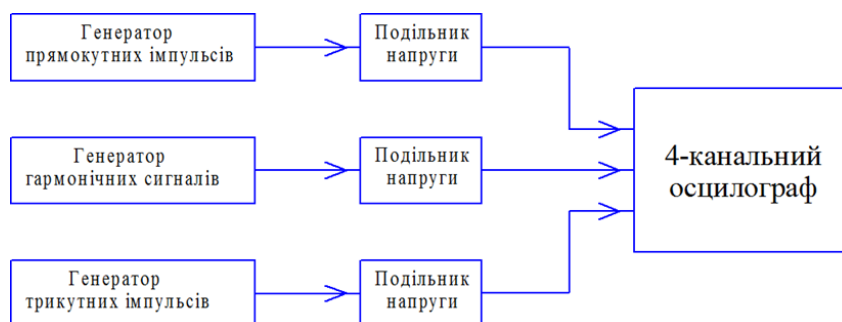 Генератор
прямокутних імпульсів
Подільник
напруги
Генератор
гармонічних сигналів
Подільник
напруги
4-канальний
осцилограф
Генератор
трикутних імпульсів
Подільник
напруги